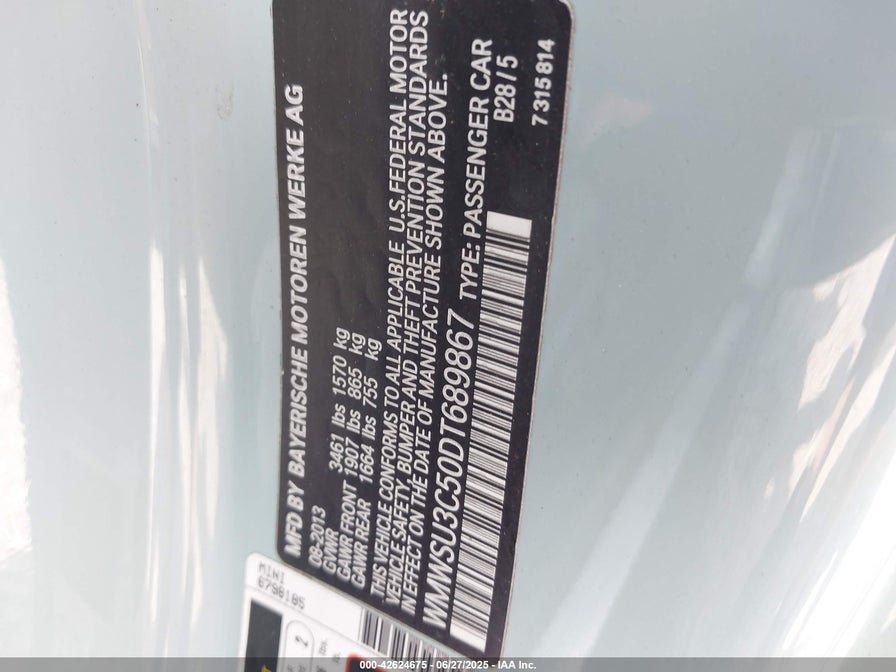 MFD BY BAYERISCHE MOTOREN WERKE AG
08-2013
GVWR 3461 lbs 1570 kg
GAWR FRONT 1907 lbs 865 kg
GAWR REAR 1664 lbs 755 kg
THIS VEHICLE CONFORMS TO ALL APPLICABLE U.S.FEDERAL MOTOR
VEHICLE SAFETY, BUMPER AND THEFT PREVENTION STANDARDS
IN EFFECT ON THE DATE OF MANUFACTURE SHOWN ABOVE.
WMWSU3C50DT689867 TYPE: PASSENGER CAR
B28/5
7315814
MINI
6798185
2
lbs.
000-42624675 - 06/27/2025 - IAA Inc.